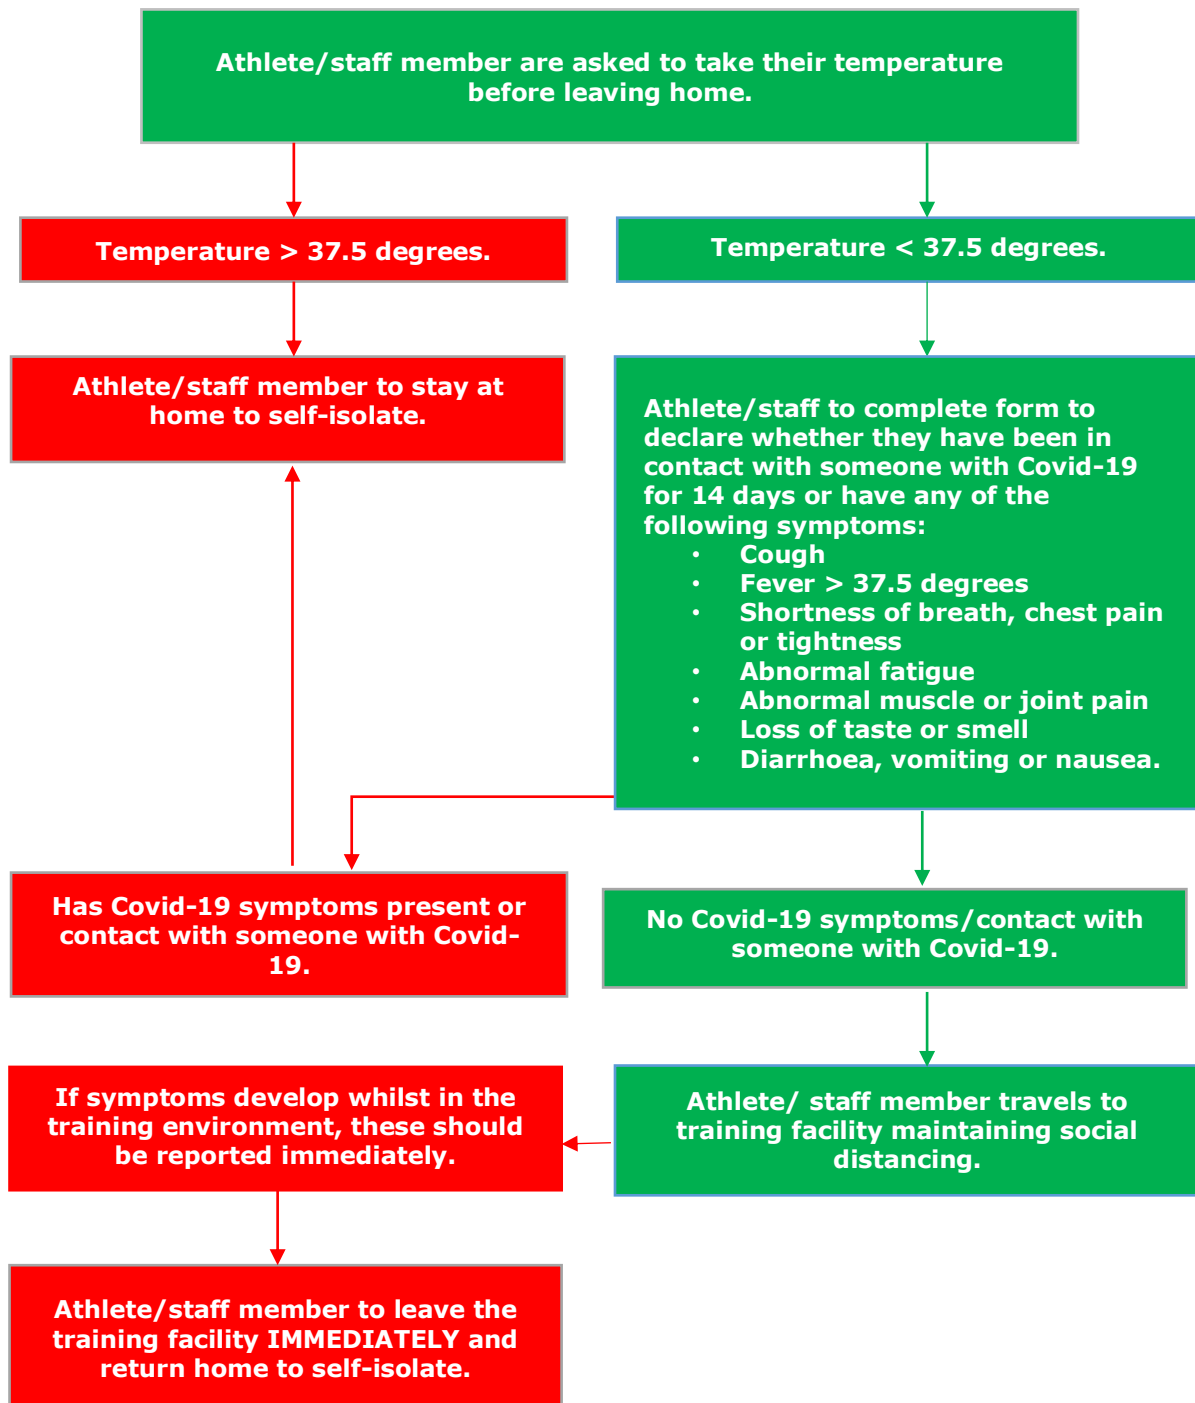 Athlete/staff member are asked to take their temperature
before leaving home.
Temperature > 37.5 degrees.
Temperature < 37.5 degrees.
Athlete/staff member to stay at
home to self-isolate.
Athlete/staff to complete form to
declare whether they have been in
contact with someone with Covid-19
for 14 days or have any of the
following symptoms:
• Cough
• Fever > 37.5 degrees
• Shortness of breath, chest pain
or tightness
• Abnormal fatigue
• Abnormal muscle or joint pain
• Loss of taste or smell
• Diarrhoea, vomiting or nausea.
Has Covid-19 symptoms present or
contact with someone with Covid-
19.
No Covid-19 symptoms/contact with
someone with Covid-19.
If symptoms develop whilst in the
training environment, these should
be reported immediately.
Athlete/ staff member travels to
training facility maintaining social
distancing.
Athlete/staff member to leave the
training facility IMMEDIATELY and
return home to self-isolate.